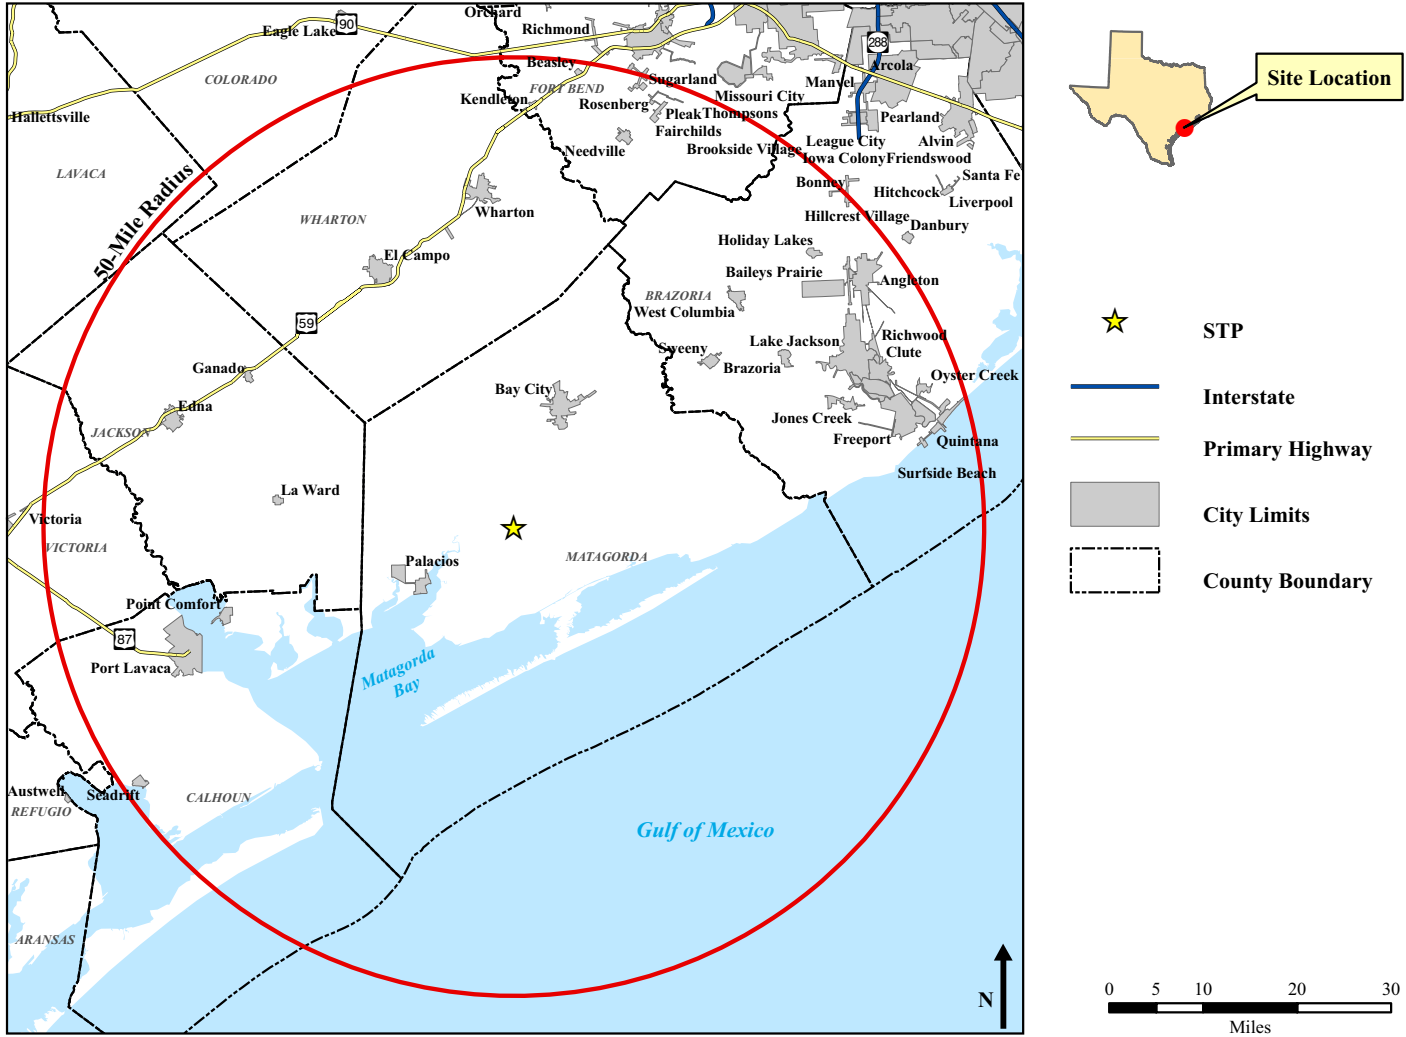 Orchard
Eagle Lake
90
Richmond
288
COLORADO
Beasley
Arcola
Sugarland
Manvel
FORT BEND
Kendleton
Rosenberg
Missouri City
Hallettsville
Pleak
Thompsons
Pearland
Fairchilds
Needville
Brookside Village
League City
Alvin
Iowa Colony
Friendswood
LAVACA
Santa Fe
Bonney
Hitchcock
Liverpool
50-Mile Radius
WHARTON
Wharton
Hillcrest Village
Danbury
Holiday Lakes
El Campo
Baileys Prairie
Angleton
BRAZORIA
West Columbia
59
Richwood
Lake Jackson
Clute
Sweeny
Ganado
Brazoria
Oyster Creek
Bay City
Edna
Jones Creek
JACKSON
Freeport
Quintana
Surfside Beach
La Ward
Victoria
VICTORIA
MATAGORDA
Palacios
Point Comfort
87
Port Lavaca
Matagorda
Bay
Austwell
Seadrift
CALHOUN
REFUGIO
Gulf of Mexico
ARANSAS
N
Site Location
STP
Interstate
Primary Highway
City Limits
County Boundary
0 5 10 20 30
Miles